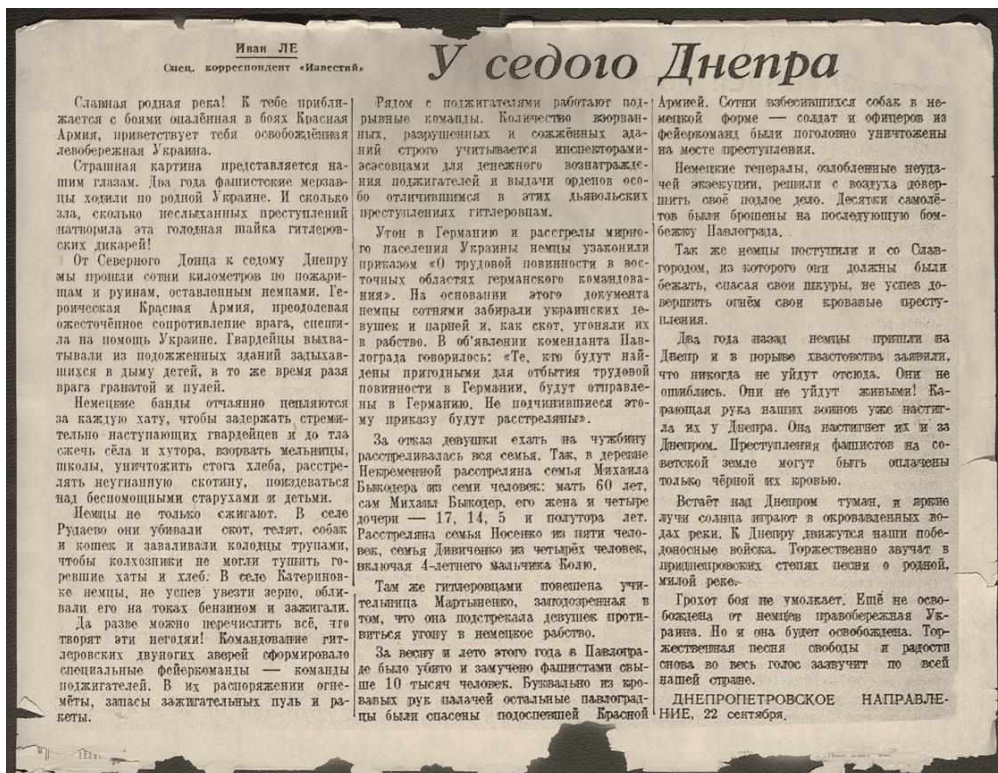 Иван ЛЕ
Спец. корреспондент «Известий»
У седого Днепра
Славная родная река! К тебе прибли-
жается с боями опалённая в боях Красная
Армия, приветствует тебя освобождённая
левобережная Украина.
Страшная картина представляется на-
шим глазам. Два года фашистские мерзав-
цы ходили по родной Украине. И сколько
зла, сколько неслыханных преступлений
натворила эта голодная шайка гитлеров-
ских дикарей!
От Северного Донца к седому Днепру
мы прошли сотни километров по пожари-
щам и руинам, оставленным немцами. Ге-
роическая Красная Армия, преодолевая
ожесточённое сопротивление врага, спеши-
ла на помощь Украине. Гвардейцы выхва-
тывали из подожженных зданий задыхав-
шихся в дыму детей, в то же время разя
врага гранатой и пулей.
Немецкие банды отчаянно цепляются
за каждую хату, чтобы задержать стреми-
тельно наступающих гвардейцев и до тла
сжечь сёла и хутора, взорвать мельницы,
школы, уничтожить стога хлеба, расстре-
лять неугнанную скотину, поиздеваться
над беспомощными старухами и детьми.
Немцы не только сжигают. В селе
Рудаево они убивали скот, телят, собак
и кошек и заваливали колодцы трупами,
чтобы колхозники не могли тушить го-
ревшие хаты и хлеб. В селе Катеринов-
ке немцы, не успев увезти зерно, обли-
вали его на токах бензином и зажигали.
Да разве можно перечислить всё, что
творят эти негодяи! Командование гит-
леровских двуногих зверей сформировало
специальные фейеркоманды — команды
поджигателей. В их распоряжении огне-
мёты, запасы зажигательных пуль и ра-
кеты.
Рядом с поджигателями работают под-
рывные команды. Количество взорван-
ных, разрушенных и сожжённых зда-
ний строго учитывается инспекторами-
эсэсовцами для денежного вознагражде-
ния поджигателей и выдачи орденов осо-
бо отличившимся в этих дьявольских
преступлениях гитлеровцам.
Угон в Германию и расстрелы мирно-
го населения Украины немцы узаконили
приказом «О трудовой повинности в вос-
точных областях германского командова-
ния». На основании этого документа
немцы сотнями забирали украинских де-
вушек и парней и, как скот, угоняли их
в рабство. В об'явлении коменданта Пав-
лограда говорилось: «Те, кто будут най-
дены пригодными для отбытия трудовой
повинности в Германии, будут отправле-
ны в Германию. Не подчинившиеся это-
му приказу будут расстреляны».
За отказ девушки ехать на чужбину
расстреливалась вся семья. Так, в деревне
Некременной расстреляна семья Михаила
Быкодера из семи человек: мать 60 лет,
сам Михаил Быкодер, его жена и четыре
дочери — 17, 14, 5 и полутора лет.
Расстреляна семья Носенко из пяти чело-
век, семья Дивиченко из четырёх человек,
включая 4-летнего мальчика Колю.
Там же гитлеровцами повешена учи-
тельница Мартыненко, заподозренная в
том, что она подстрекала девушек проти-
виться угону в немецкое рабство.
За весну и лето этого года в Павлогра-
де было убито и замучено фашистами свы-
ше 10 тысяч человек. Буквально из кро-
вавых рук палачей остальные павлоград-
цы были спасены подоспевшей Красной
Армией. Сотни взбесившихся собак в не-
мецкой форме — солдат и офицеров из
фейеркоманд были поголовно уничтожены
на месте преступления.
Немецкие генералы, озлобленные неуда-
чей экзекуции, решили с воздуха довер-
шить своё подлое дело. Десятки самолё-
тов были брошены на последующую бом-
бежку Павлограда.
Так же немцы поступили и со Слав-
городом, из которого они должны были
бежать, спасая свои шкуры, не успев до-
вершить огнём свои кровавые престу-
пления.
Два года назад немцы пришли на
Днепр и в порыве хвастовства заявили,
что никогда не уйдут отсюда. Они не
ошиблись. Они не уйдут живыми! Ка-
рающая рука наших воинов уже настиг-
ла их у Днепра. Она настигнет их и за
Днепром. Преступления фашистов на со-
ветской земле могут быть оплачены
только чёрной их кровью.
Встаёт над Днепром туман, и яркие
лучи солнца играют в окровавленных во-
дах реки. К Днепру движутся наши побе-
доносные войска. Торжественно звучат в
приднепровских степях песни о родной,
милой реке.
Грохот боя не умолкает. Ещё не осво-
бождена от немцев правобережная Ук-
раина. Но и она будет освобождена. Тор-
жественная песня свободы и радости
снова во весь голос зазвучит по всей
нашей стране.
ДНЕПРОПЕТРОВСКОЕ НАПРАВЛЕ-
НИЕ, 22 сентября.